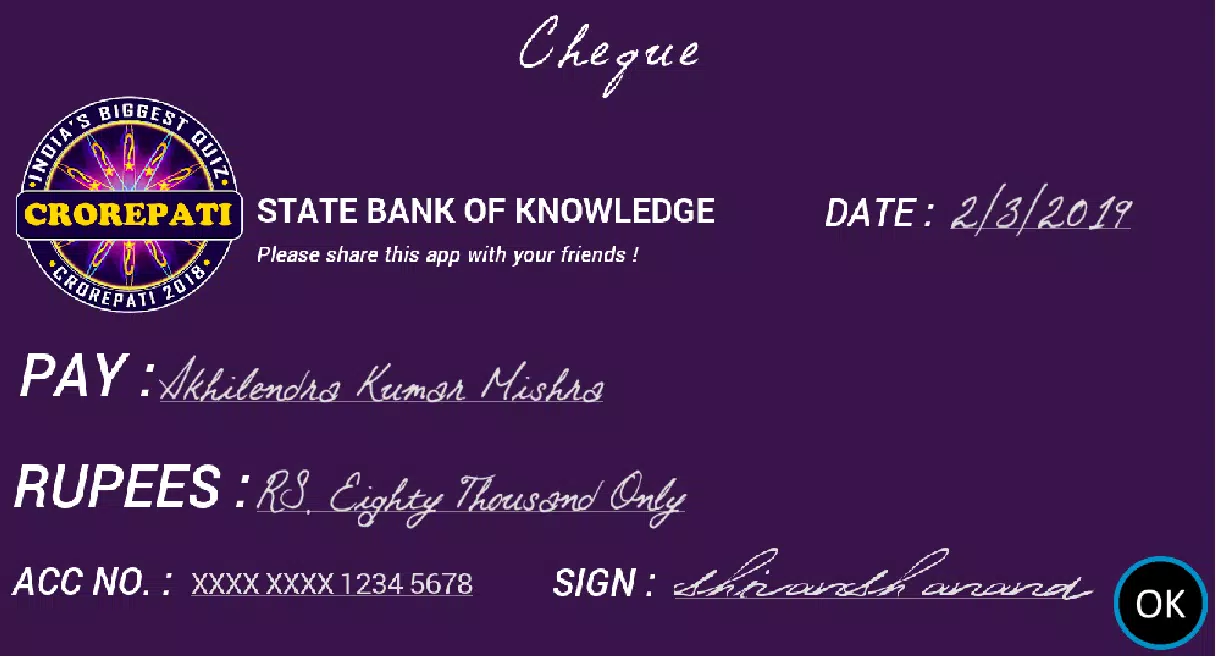 Cheque
INDIA'S BIGGEST QUIZ
CROREPATI
CROREPATI 2018
STATE BANK OF KNOWLEDGE
DATE : 2/3/2019
Please share this app with your friends !
PAY : Akhilendra Kumar Mishra
RUPEES : RS. Eighty Thousand Only
ACC NO. : XXXX XXXX 1234 5678
SIGN : shivansh anand
OK